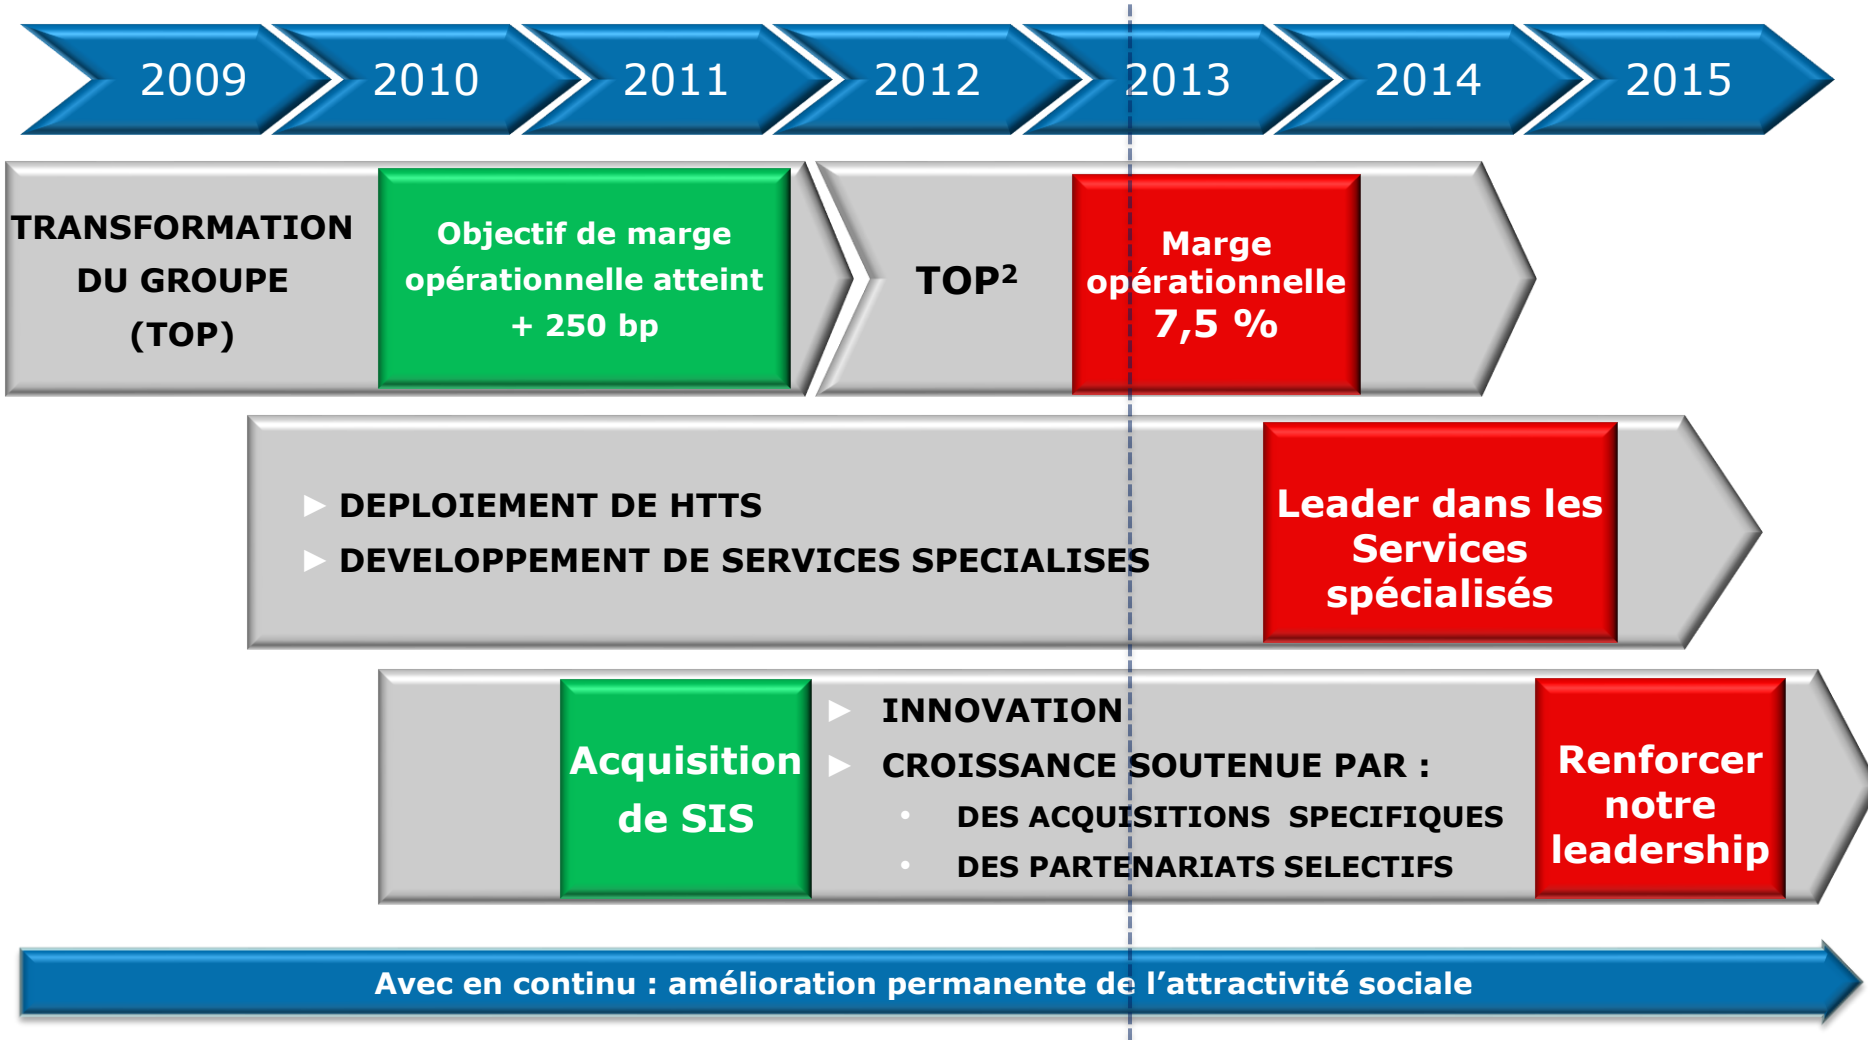 2009 2010 2011 2012 2013 2014 2015
TRANSFORMATION
DU GROUPE
(TOP)
Objectif de marge
opérationnelle atteint
+ 250 bp
TOP²
Marge
opérationnelle
7,5 %
► DEPLOIEMENT DE HTTS
► DEVELOPPEMENT DE SERVICES SPECIALISES
Leader dans les
Services
spécialisés
Acquisition
de SIS
► INNOVATION
► CROISSANCE SOUTENUE PAR :
• DES ACQUISITIONS SPECIFIQUES
• DES PARTENARIATS SELECTIFS
Renforcer
notre
leadership
Avec en continu : amélioration permanente de l’attractivité sociale